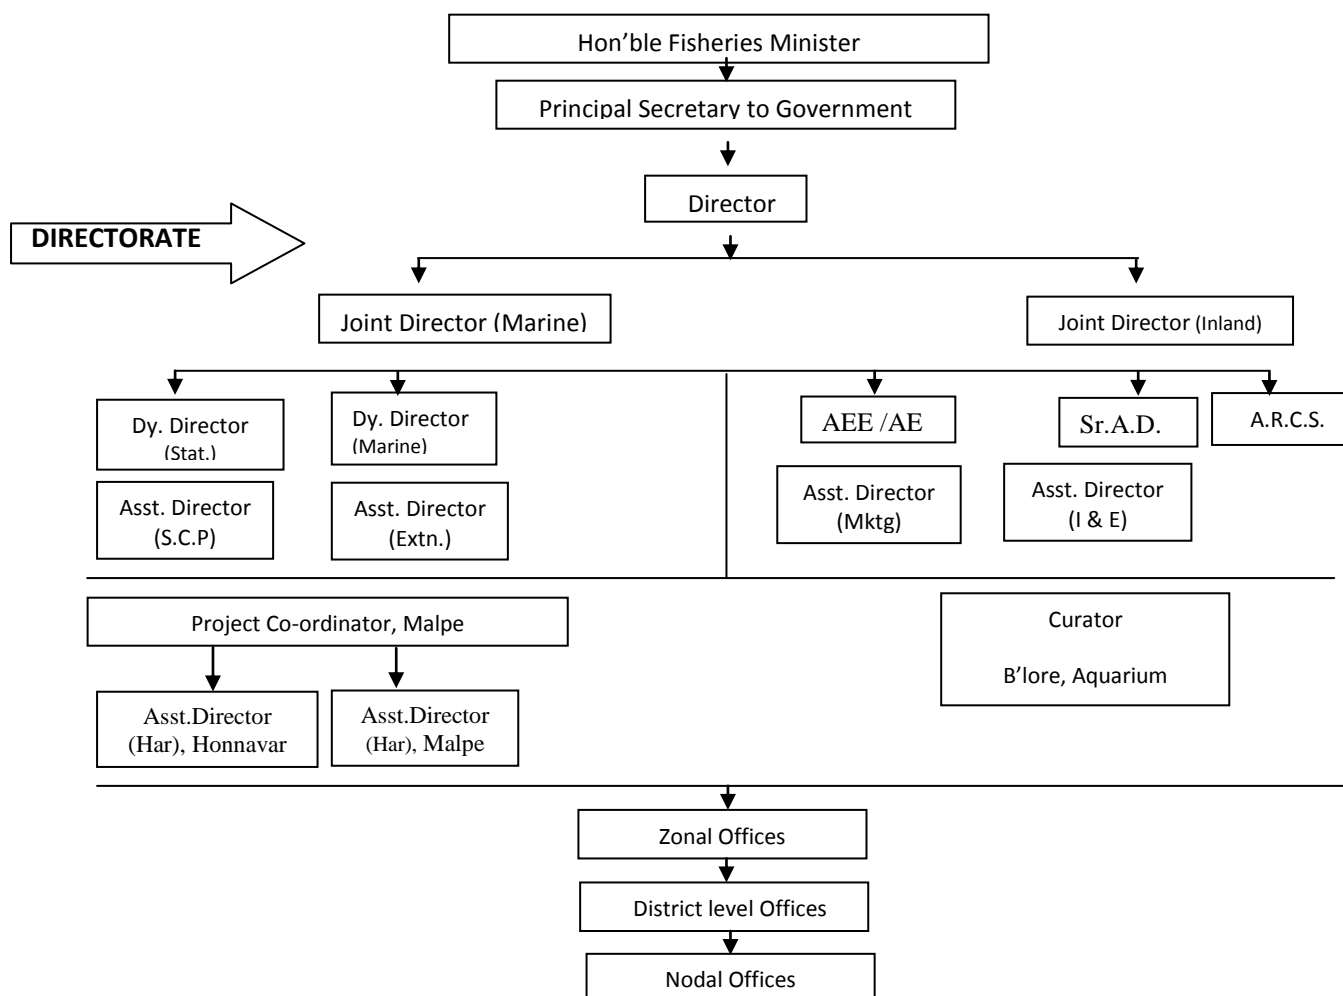 Hon’ble Fisheries Minister
Principal Secretary to Government
Director
DIRECTORATE
Joint Director (Marine)
Joint Director (Inland)
Dy. Director
(Stat.)
Dy. Director
(Marine)
AEE /AE
Sr.A.D.
A.R.C.S.
Asst. Director
(S.C.P)
Asst. Director
(Extn.)
Asst. Director
(Mktg)
Asst. Director
(I & E)
Project Co-ordinator, Malpe
Curator
B’lore, Aquarium
Asst.Director
(Har), Honnavar
Asst.Director
(Har), Malpe
Zonal Offices
District level Offices
Nodal Offices